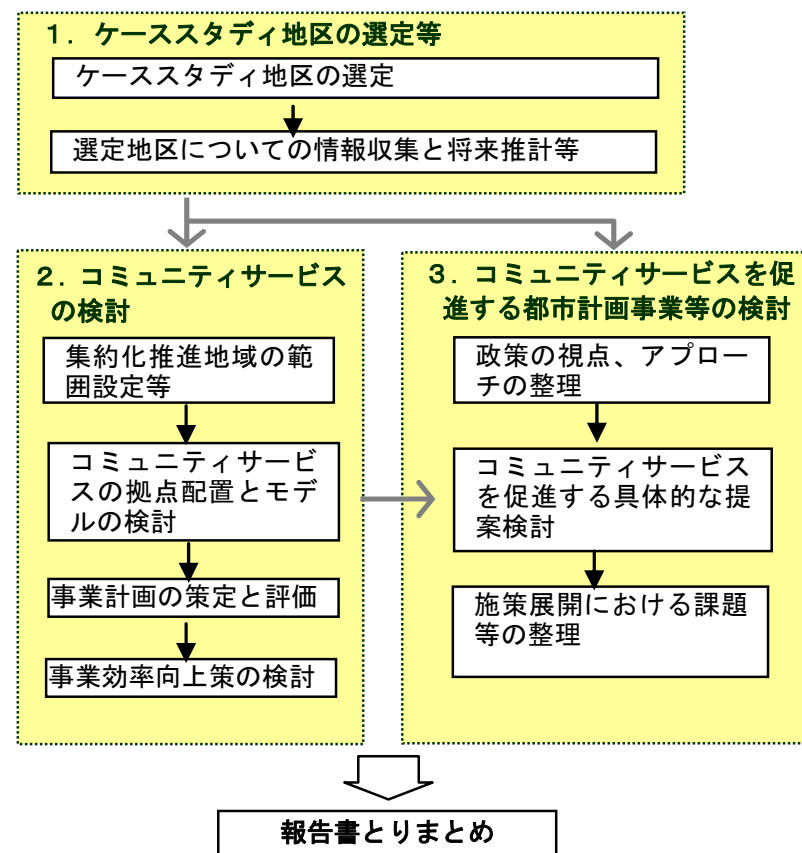 １．ケーススタディ地区の選定等
ケーススタディ地区の選定
選定地区についての情報収集と将来推計等
２．コミュニティサービス
の検討
集約化推進地域の範
囲設定等
コミュニティサービ
スの拠点配置とモデ
ルの検討
事業計画の策定と評価
事業効率向上策の検討
３．コミュニティサービスを促
進する都市計画事業等の検討
政策の視点、アプロー
チの整理
コミュニティサービス
を促進する具体的な提
案検討
施策展開における課題
等の整理
報告書とりまとめ